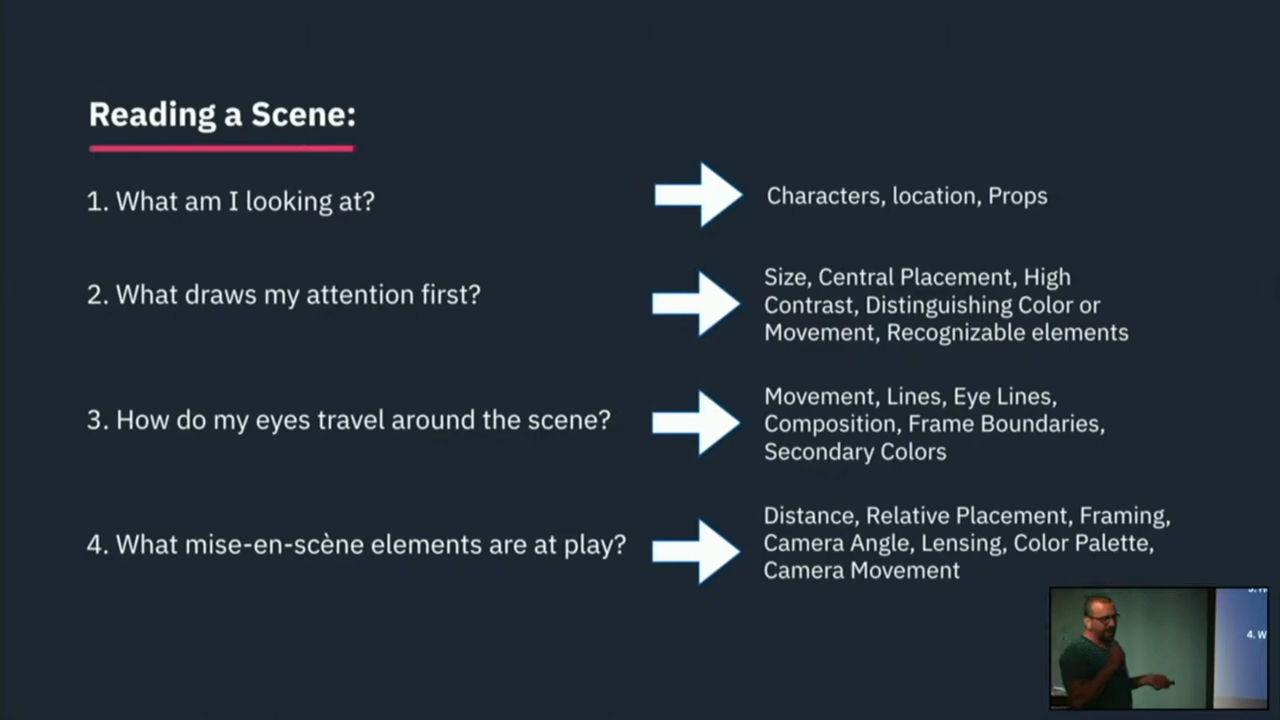 Reading a Scene:
1. What am I looking at?
Characters, location, Props
2. What draws my attention first?
Size, Central Placement, High
Contrast, Distinguishing Color or
Movement, Recognizable elements
3. How do my eyes travel around the scene?
Movement, Lines, Eye Lines,
Composition, Frame Boundaries,
Secondary Colors
4. What mise-en-scène elements are at play?
Distance, Relative Placement, Framing,
Camera Angle, Lensing, Color Palette,
Camera Movement
4. W